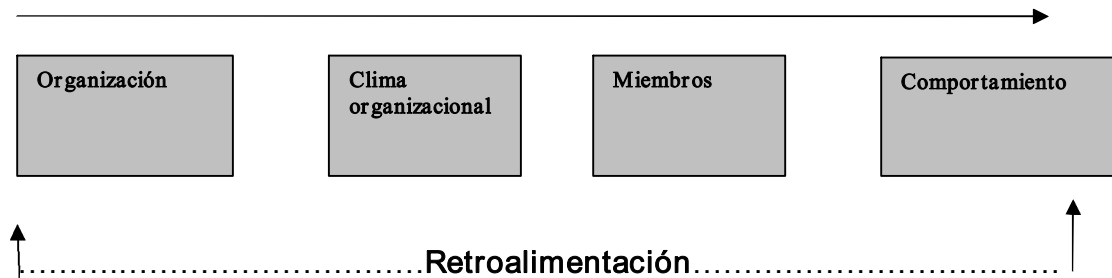 Organización
Clima
organizacional
Miembros
Comportamiento
Retroalimentación